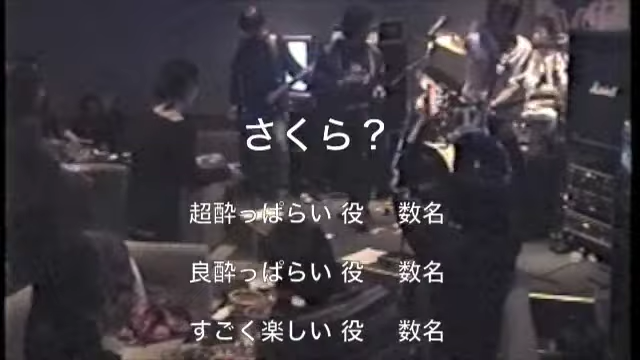 さくら？
超酔っぱらい 役 数名
良酔っぱらい 役 数名
すごく楽しい 役 数名
Marshall